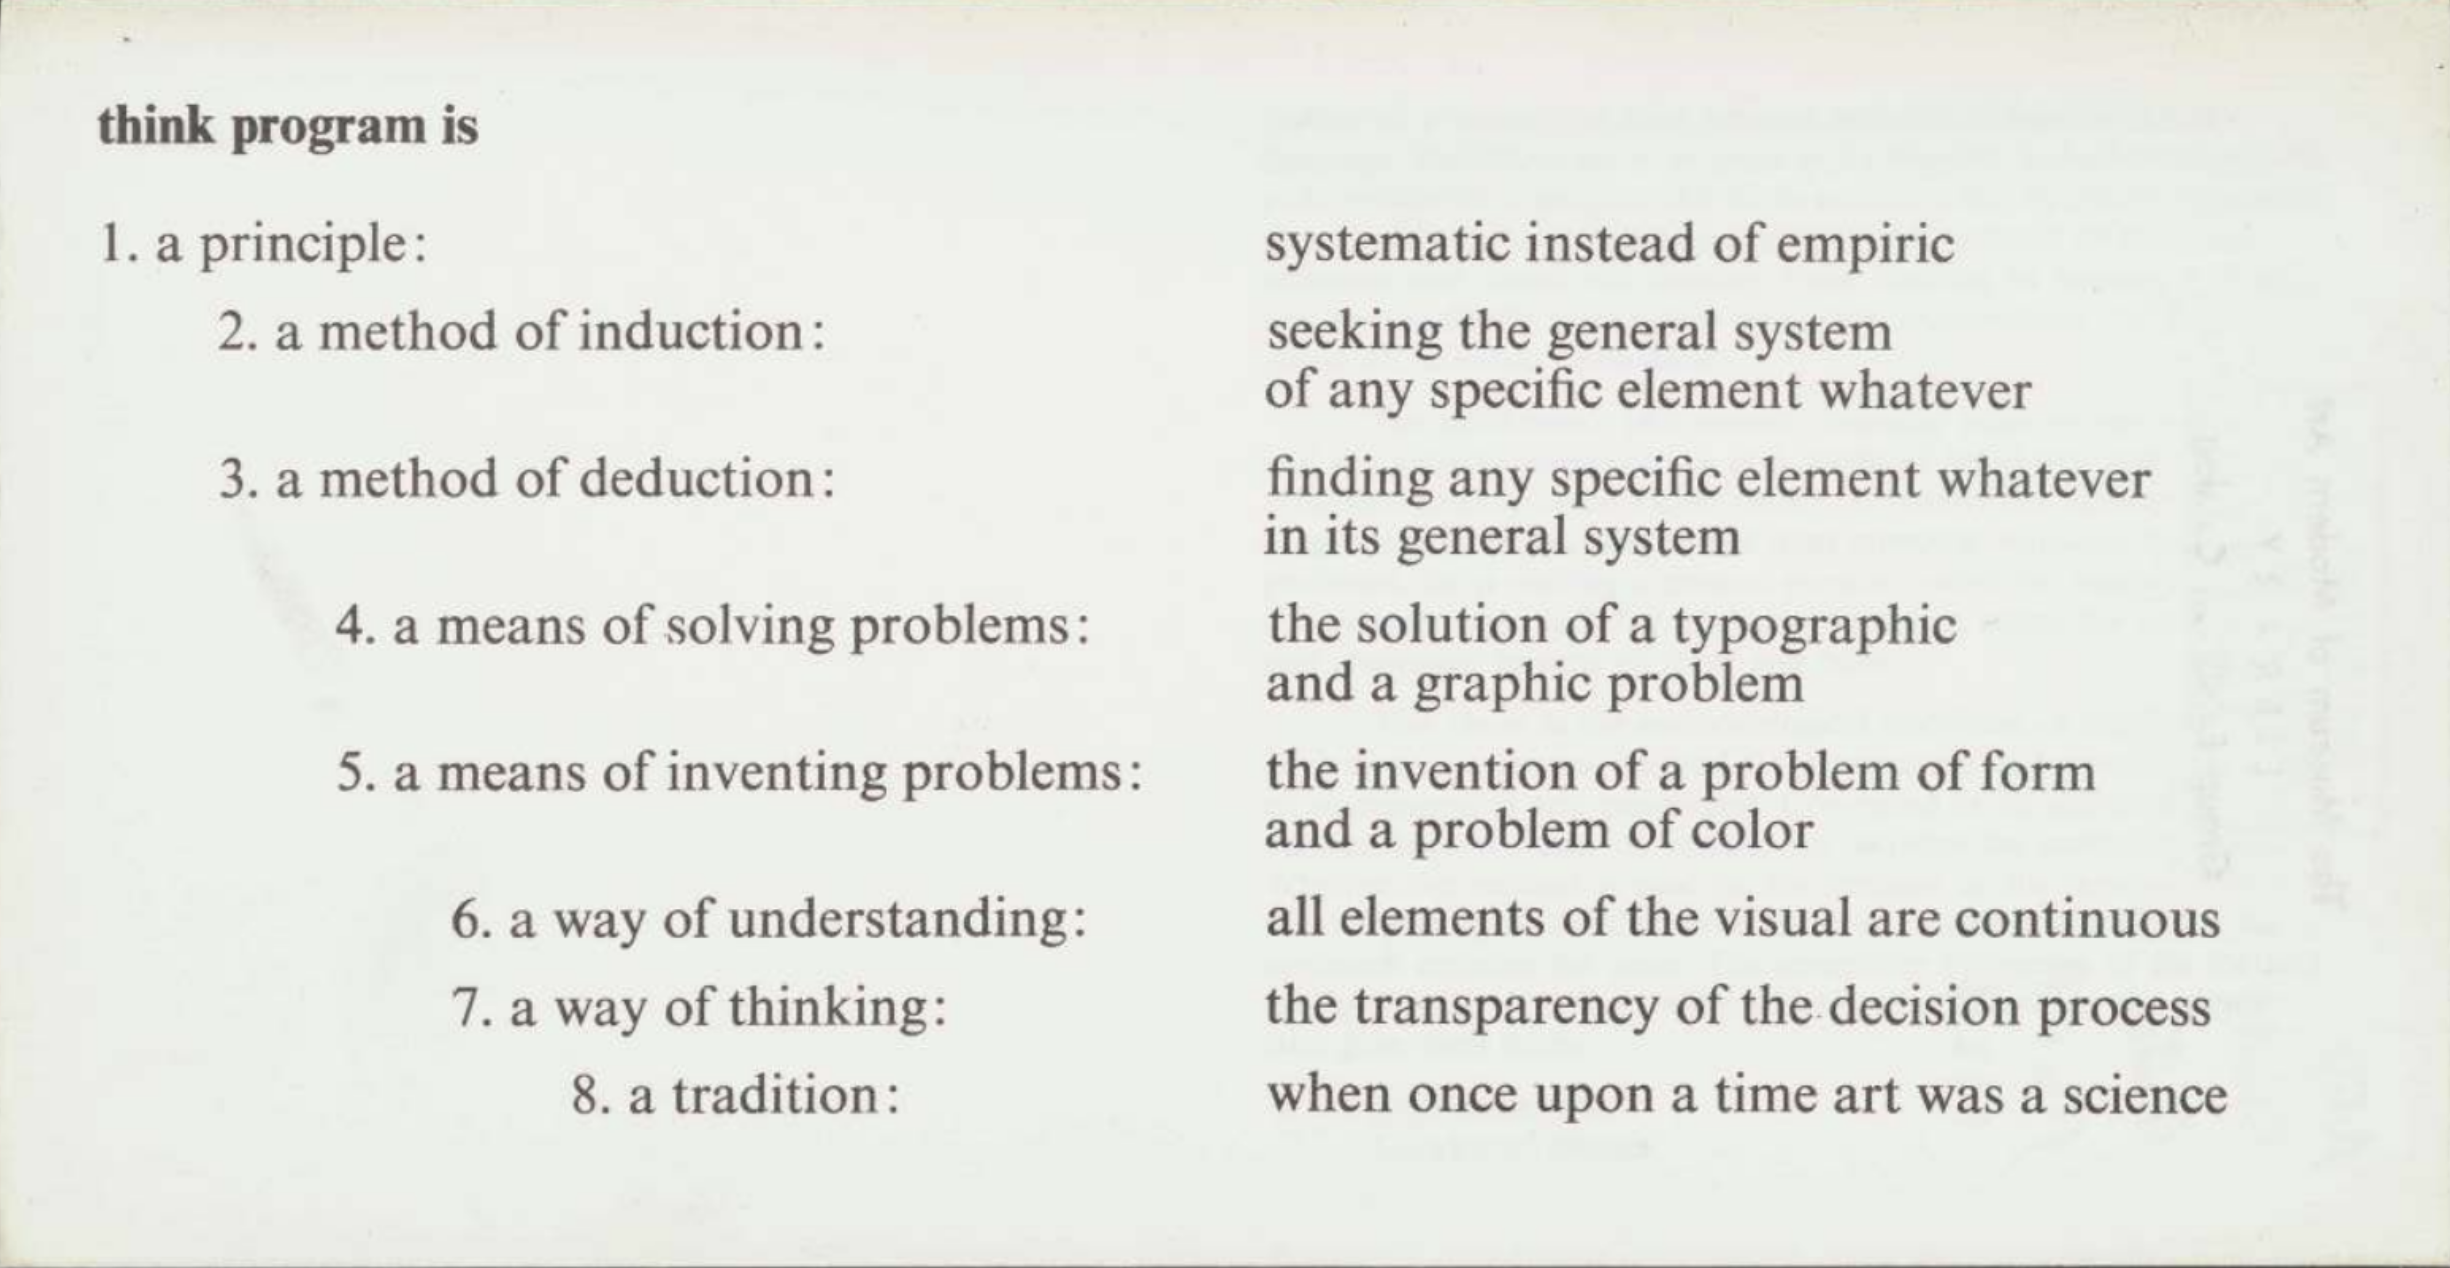 think program is
1. a principle: systematic instead of empiric
2. a method of induction: seeking the general system
of any specific element whatever
3. a method of deduction: finding any specific element whatever
in its general system
4. a means of solving problems: the solution of a typographic
and a graphic problem
5. a means of inventing problems: the invention of a problem of form
and a problem of color
6. a way of understanding: all elements of the visual are continuous
7. a way of thinking: the transparency of the decision process
8. a tradition: when once upon a time art was a science